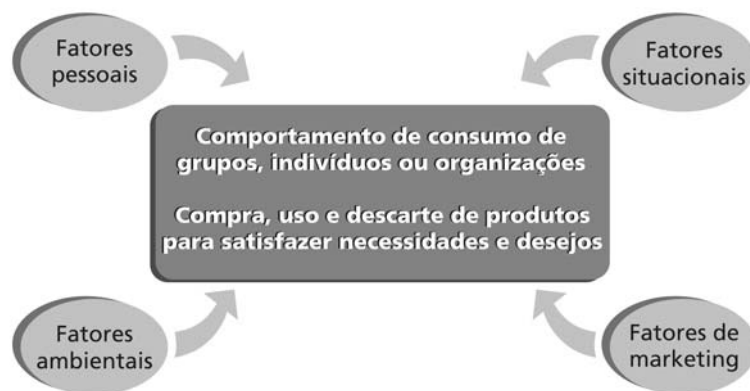 Fatores
pessoais
Fatores
situacionais
Comportamento de consumo de
grupos, indivíduos ou organizações
Compra, uso e descarte de produtos
para satisfazer necessidades e desejos
Fatores
ambientais
Fatores de
marketing